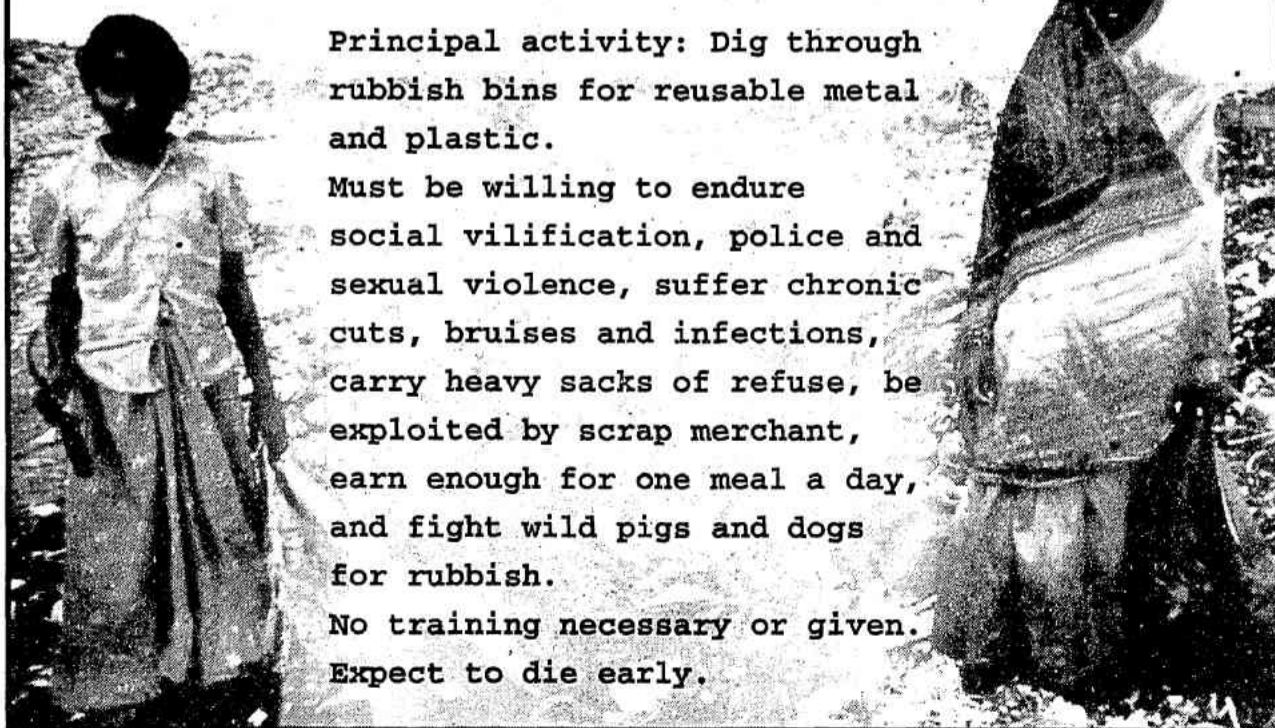 Principal activity: Dig through
rubbish bins for reusable metal
and plastic.
Must be willing to endure
social vilification, police and
sexual violence, suffer chronic
cuts, bruises and infections,
carry heavy sacks of refuse, be
exploited by scrap merchant,
earn enough for one meal a day,
and fight wild pigs and dogs
for rubbish.
No training necessary or given.
Expect to die early.